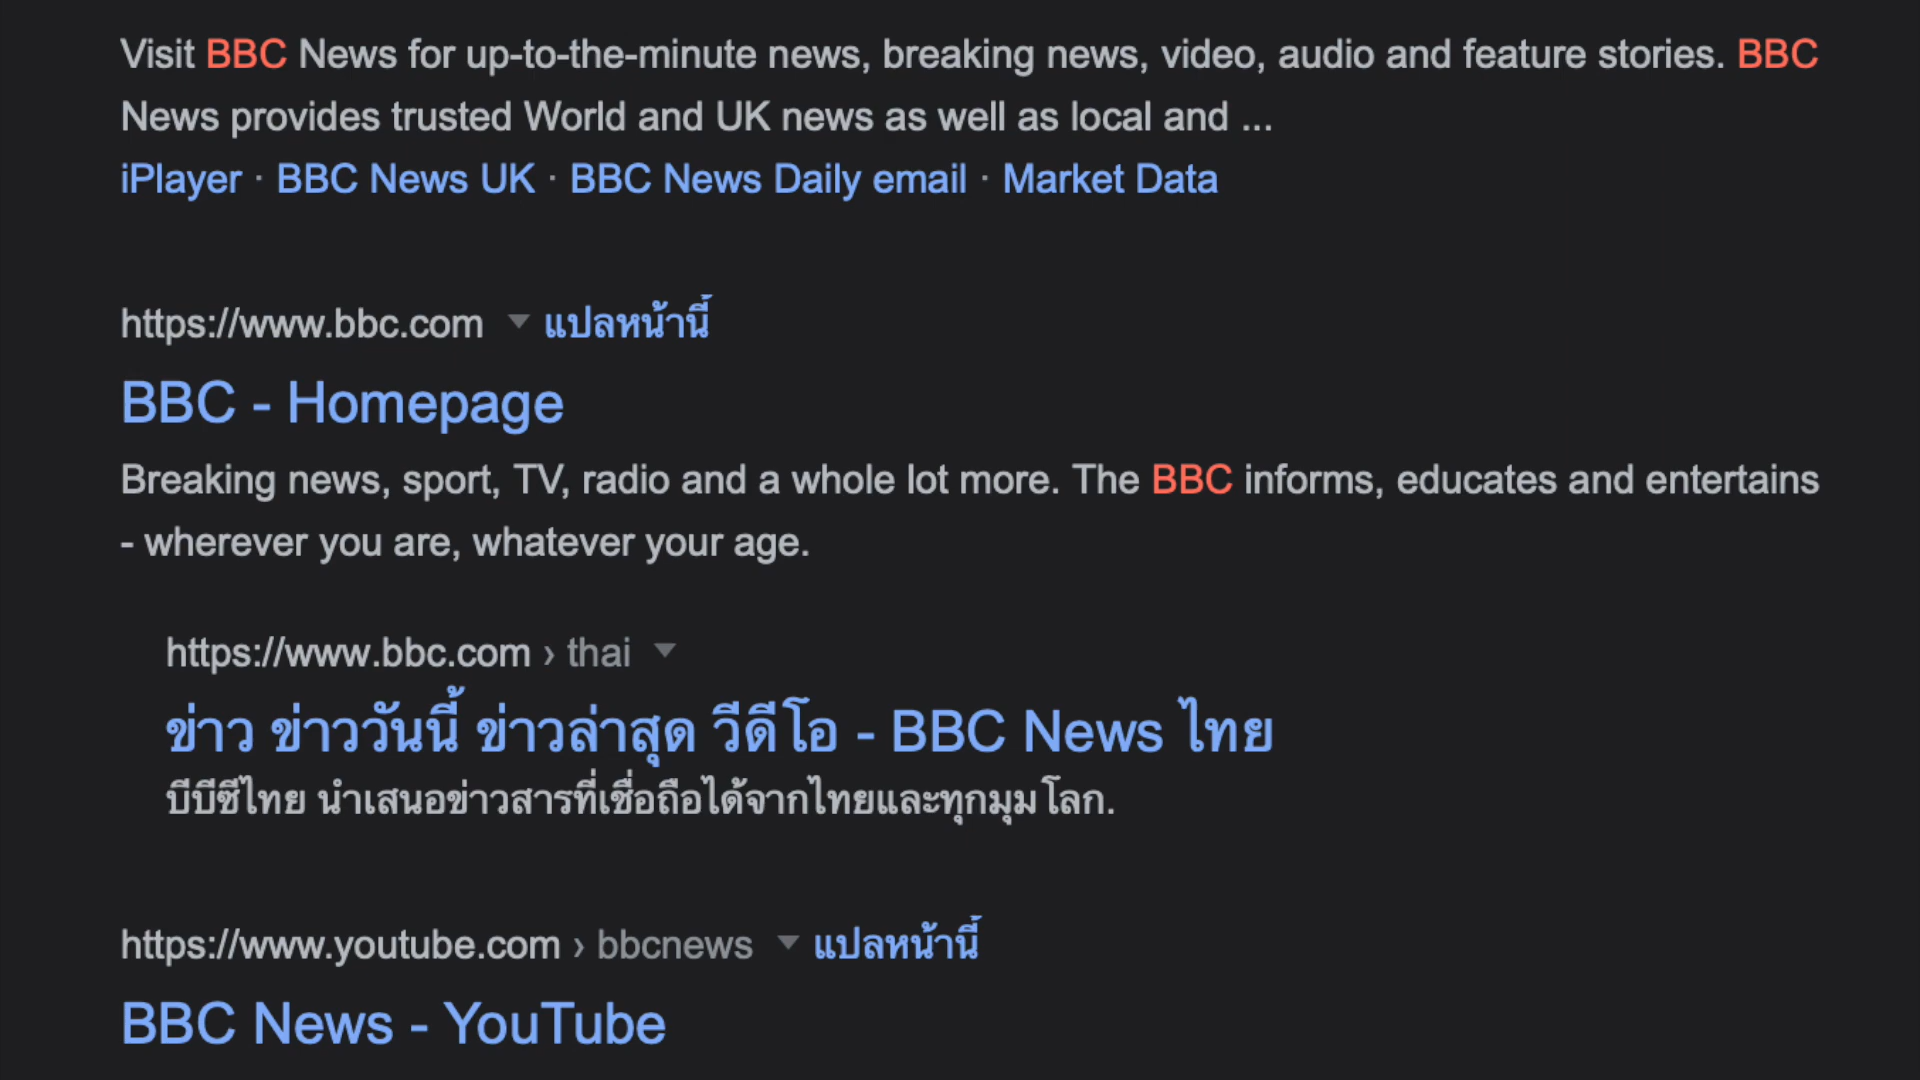 Visit BBC News for up-to-the-minute news, breaking news, video, audio and feature stories. BBC
News provides trusted World and UK news as well as local and ...
iPlayer · BBC News UK · BBC News Daily email · Market Data
https://www.bbc.com แปลหน้านี้
BBC - Homepage
Breaking news, sport, TV, radio and a whole lot more. The BBC informs, educates and entertains
- wherever you are, whatever your age.
https://www.bbc.com › thai
ข่าว ข่าววันนี้ ข่าวล่าสุด วีดีโอ - BBC News ไทย
บีบีซีไทย นำเสนอข่าวสารที่เชื่อถือได้จากไทยและทุกมุมโลก.
https://www.youtube.com › bbcnews แปลหน้านี้
BBC News - YouTube